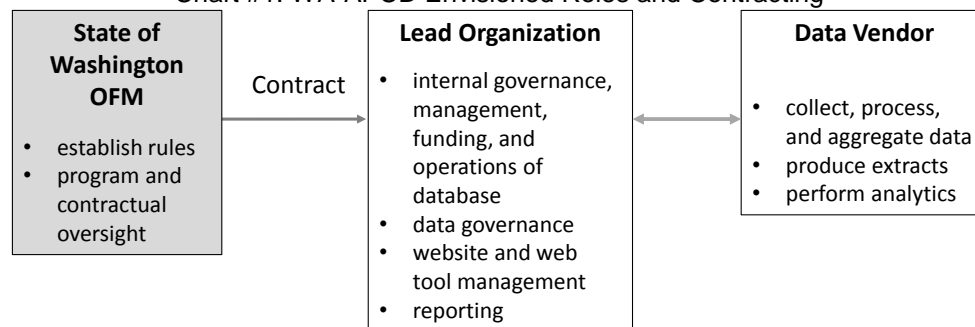 State of
Washington
OFM
• establish rules
• program and
contractual
oversight
Contract
Lead Organization
• internal governance,
management,
funding, and
operations of
database
• data governance
• website and web
tool management
• reporting
Data Vendor
• collect, process,
and aggregate data
• produce extracts
• perform analytics